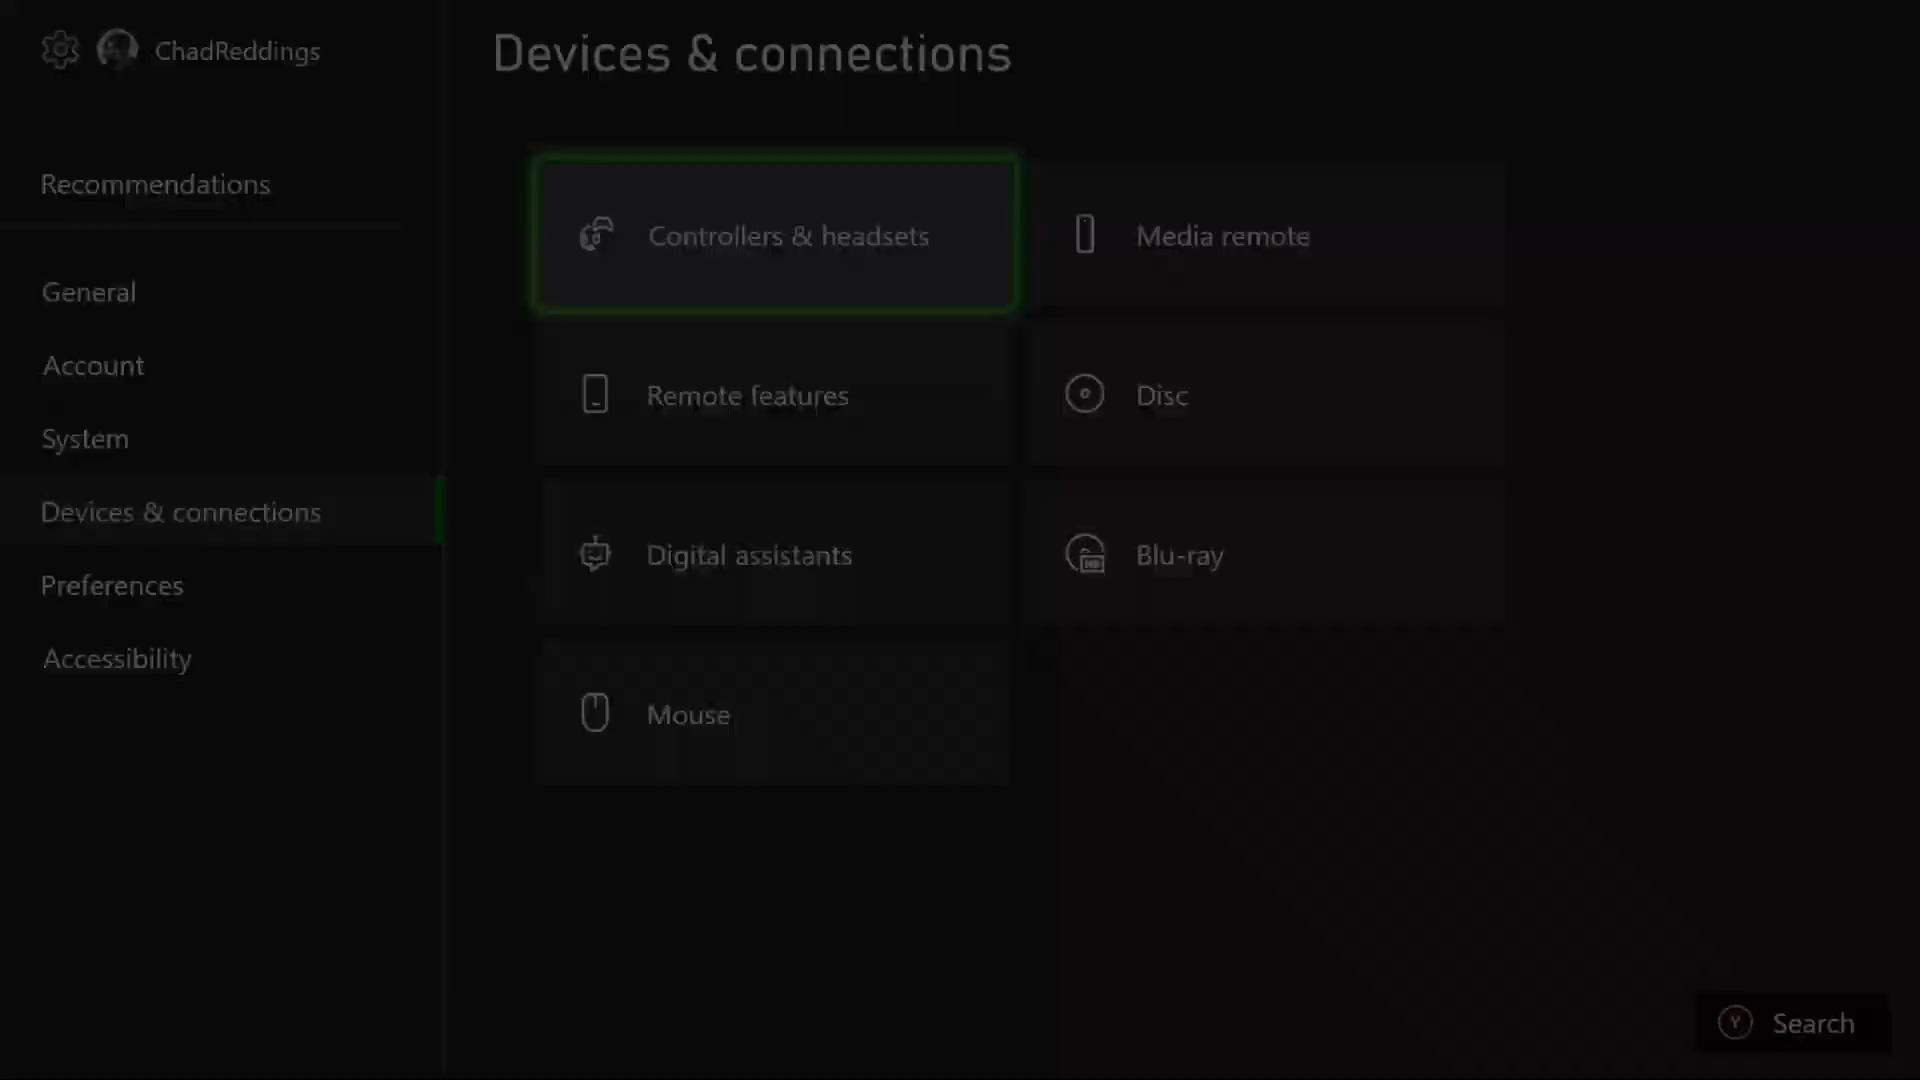 ChadReddings
Devices & connections
Recommendations
General
Account
System
Devices & connections
Preferences
Accessibility
Controllers & headsets
Media remote
Remote features
Disc
Digital assistants
Blu-ray
Mouse
Y Search